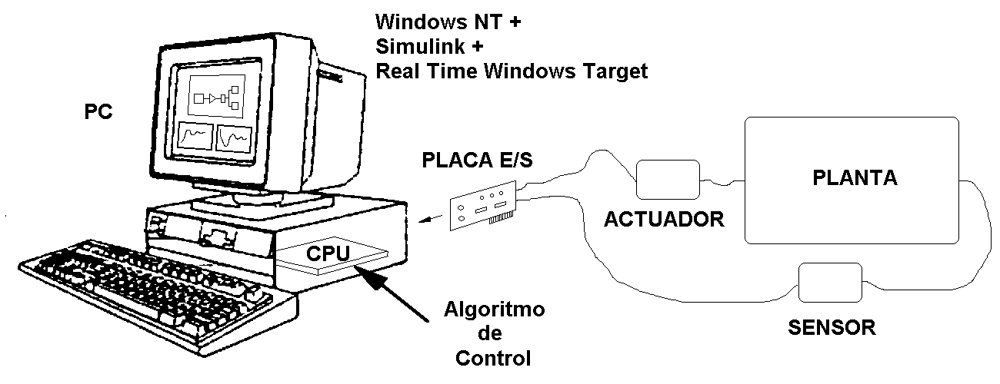 Windows NT +
Simulink +
Real Time Windows Target
PC
PLACA E/S
PLANTA
ACTUADOR
CPU
SENSOR
Algoritmo
de
Control